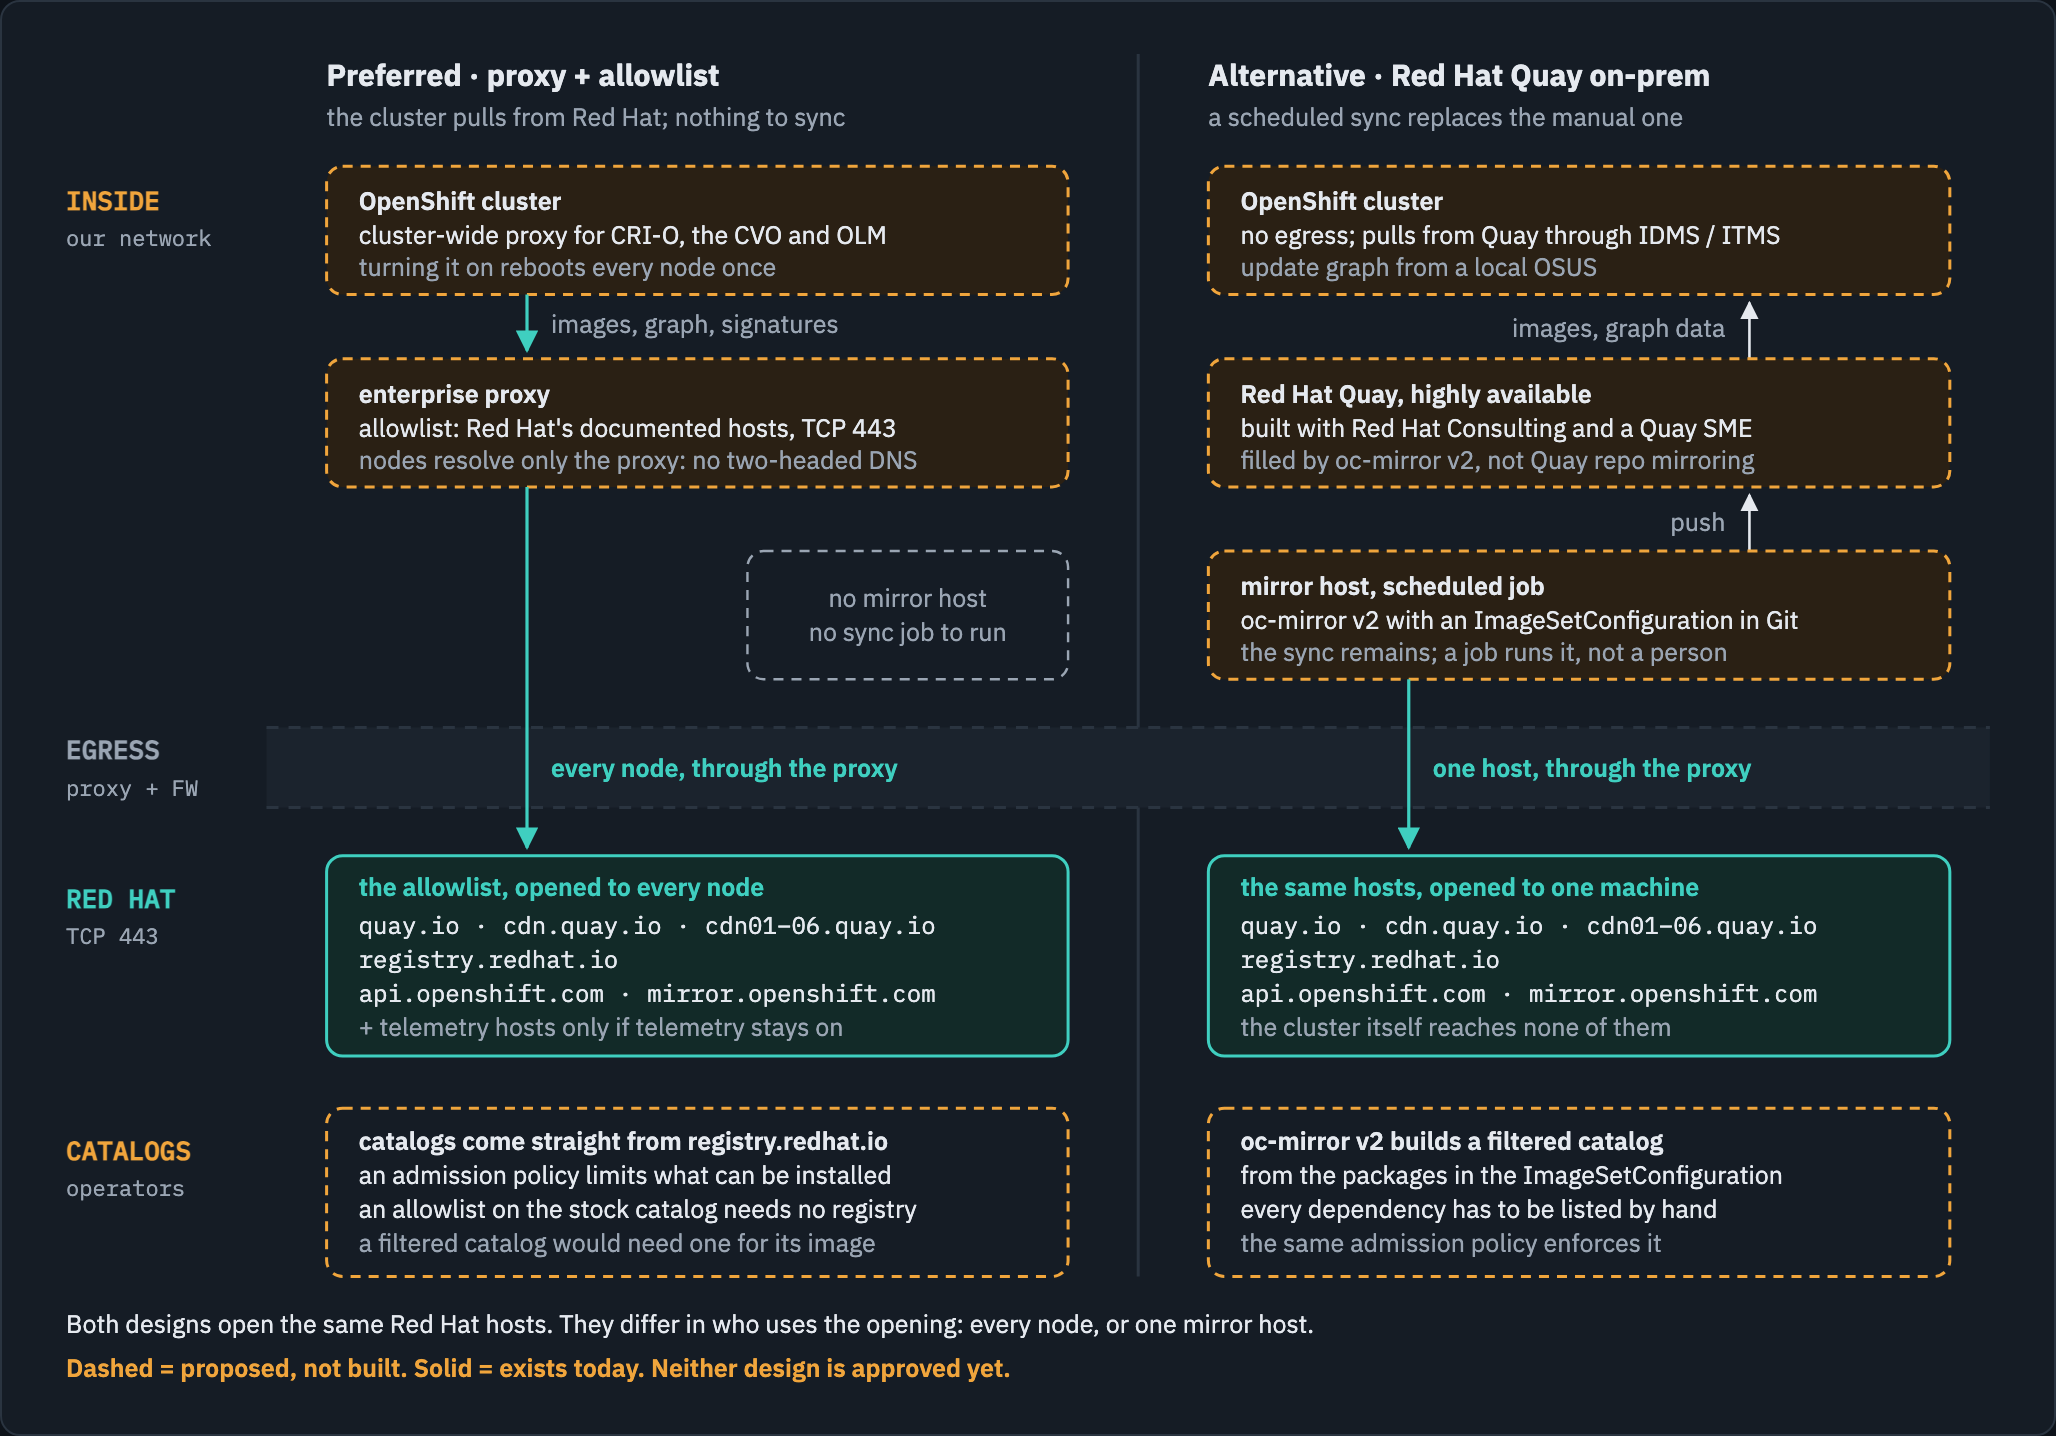 Preferred · proxy + allowlist
the cluster pulls from Red Hat; nothing to sync
Alternative · Red Hat Quay on-prem
a scheduled sync replaces the manual one
INSIDE
our network
OpenShift cluster
cluster-wide proxy for CRI-O, the CVO and OLM
turning it on reboots every node once
OpenShift cluster
no egress; pulls from Quay through IDMS / ITMS
update graph from a local OSUS
images, graph, signatures
images, graph data
enterprise proxy
allowlist: Red Hat's documented hosts, TCP 443
nodes resolve only the proxy: no two-headed DNS
Red Hat Quay, highly available
built with Red Hat Consulting and a Quay SME
filled by oc-mirror v2, not Quay repo mirroring
push
no mirror host
no sync job to run
mirror host, scheduled job
oc-mirror v2 with an ImageSetConfiguration in Git
the sync remains; a job runs it, not a person
EGRESS
proxy + FW
every node, through the proxy
one host, through the proxy
RED HAT
TCP 443
the allowlist, opened to every node
quay.io · cdn.quay.io · cdn01–06.quay.io
registry.redhat.io
api.openshift.com · mirror.openshift.com
+ telemetry hosts only if telemetry stays on
the same hosts, opened to one machine
quay.io · cdn.quay.io · cdn01–06.quay.io
registry.redhat.io
api.openshift.com · mirror.openshift.com
the cluster itself reaches none of them
CATALOGS
operators
catalogs come straight from registry.redhat.io
an admission policy limits what can be installed
an allowlist on the stock catalog needs no registry
a filtered catalog would need one for its image
oc-mirror v2 builds a filtered catalog
from the packages in the ImageSetConfiguration
every dependency has to be listed by hand
the same admission policy enforces it
Both designs open the same Red Hat hosts. They differ in who uses the opening: every node, or one mirror host.
Dashed = proposed, not built. Solid = exists today. Neither design is approved yet.